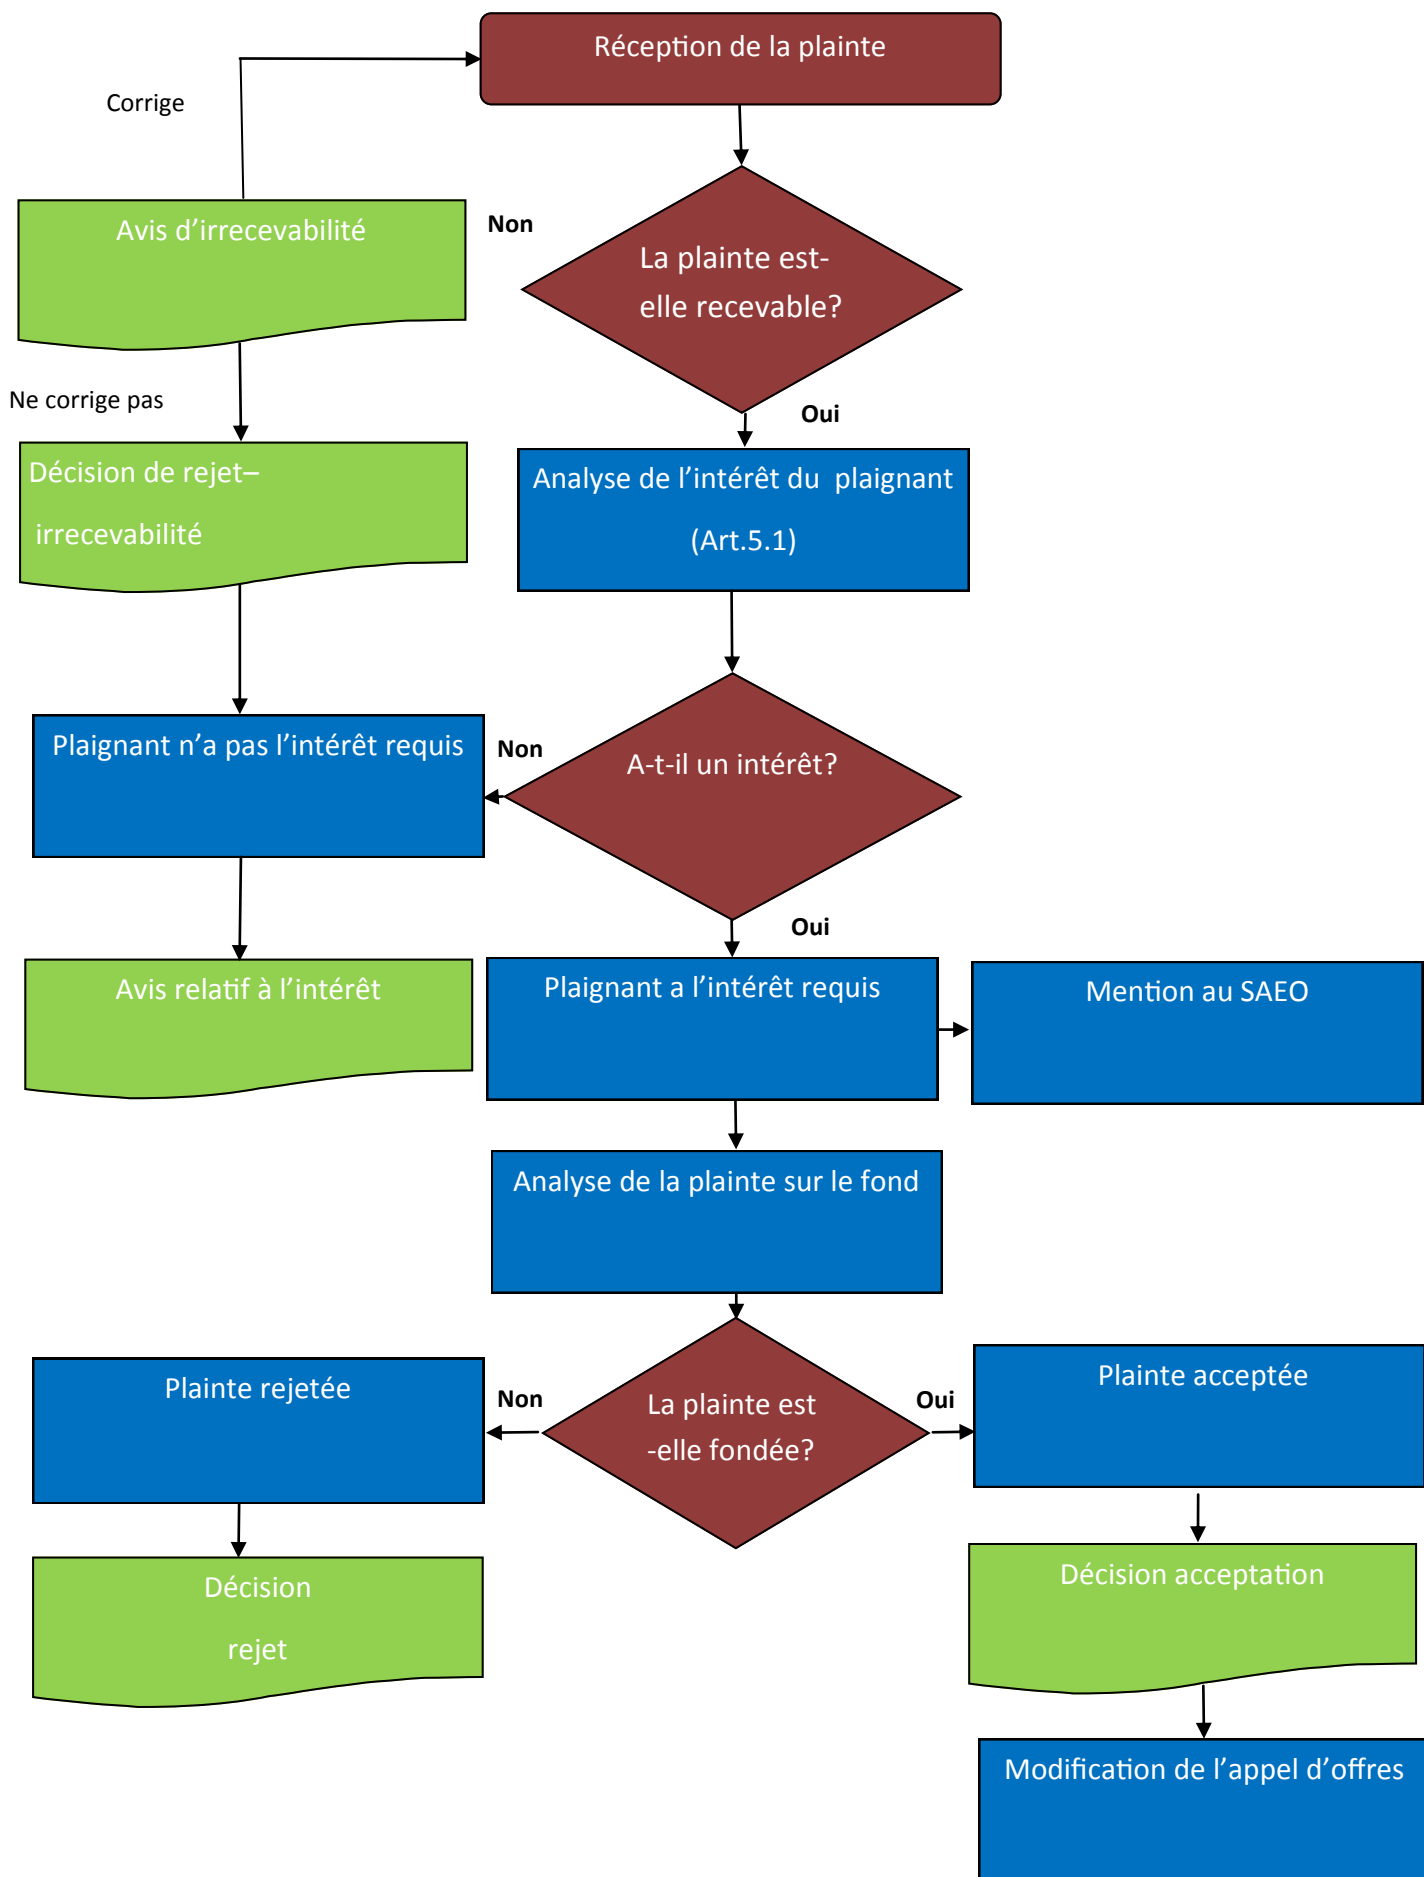 Réception de la plainte
Corrige
Avis d'irrecevabilité
Non
La plainte est-
elle recevable?
Ne corrige pas
Oui
Décision de rejet–
irrecevabilité
Analyse de l'intérêt du  plaignant
(Art.5.1)
Plaignant n'a pas l'intérêt requis
Non
A-t-il un intérêt?
Oui
Avis relatif à l'intérêt
Plaignant a l'intérêt requis
Mention au SAEO
Analyse de la plainte sur le fond
Plainte rejetée
Non
La plainte est
-elle fondée?
Oui
Plainte acceptée
Décision
rejet
Décision acceptation
Modification de l'appel d'offres